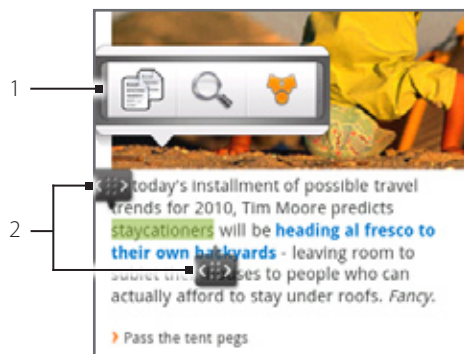 1
2
today's installment of possible travel
trends for 2010, Tim Moore predicts
staycationers will be heading al fresco to
their own backyards - leaving room to
to people who can
actually afford to stay under roofs. Fancy.
Pass the tent pegs